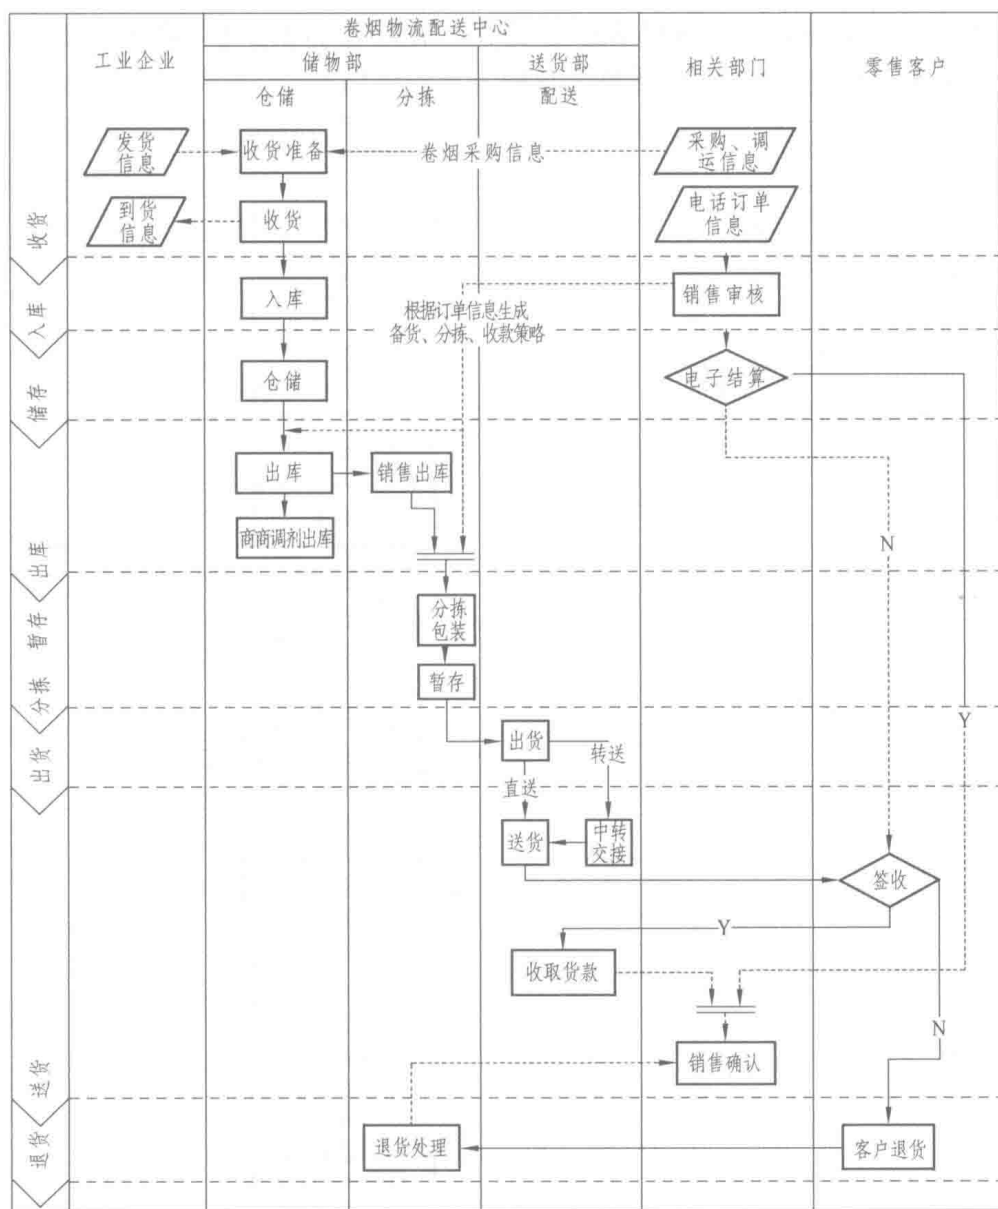 卷烟物流配送中心
工业企业
储物部
送货部
相关部门
零售客户
仓储
分拣
配送
发货
信息
收货准备
卷烟采购信息
采购、调
运信息
到货
信息
收货
电话订单
信息
收货
入库
销售审核
根据订单信息生成
备货、分拣、收款策略
入库
仓储
电子结算
储存
出库
销售出库
商商调剂出库
N
出库
分拣
包装
暂存
暂存
分拣
Y
出货
转送
出货
直送
送货
中转
交接
签收
Y
收取货款
N
销售确认
送货
退货处理
客户退货
退货